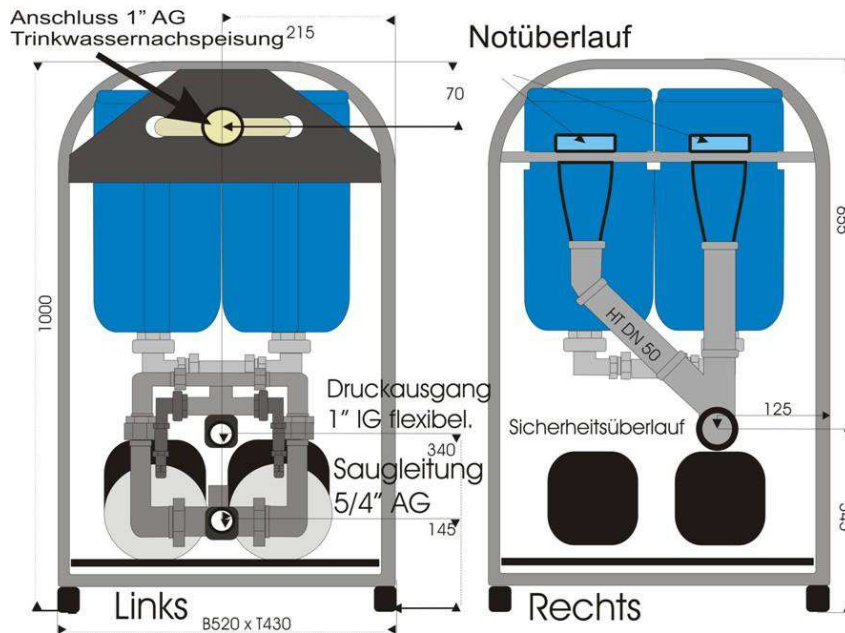 Anschluss 1" AG
Trinkwassernachspeisung
215
70
1000
Druckausgang
1" IG flexibel.
340
Saugleitung
5/4" AG
145
Links
B520 x T430
Notüberlauf
HT DN 50
125
Sicherheitsüberlauf
Rechts